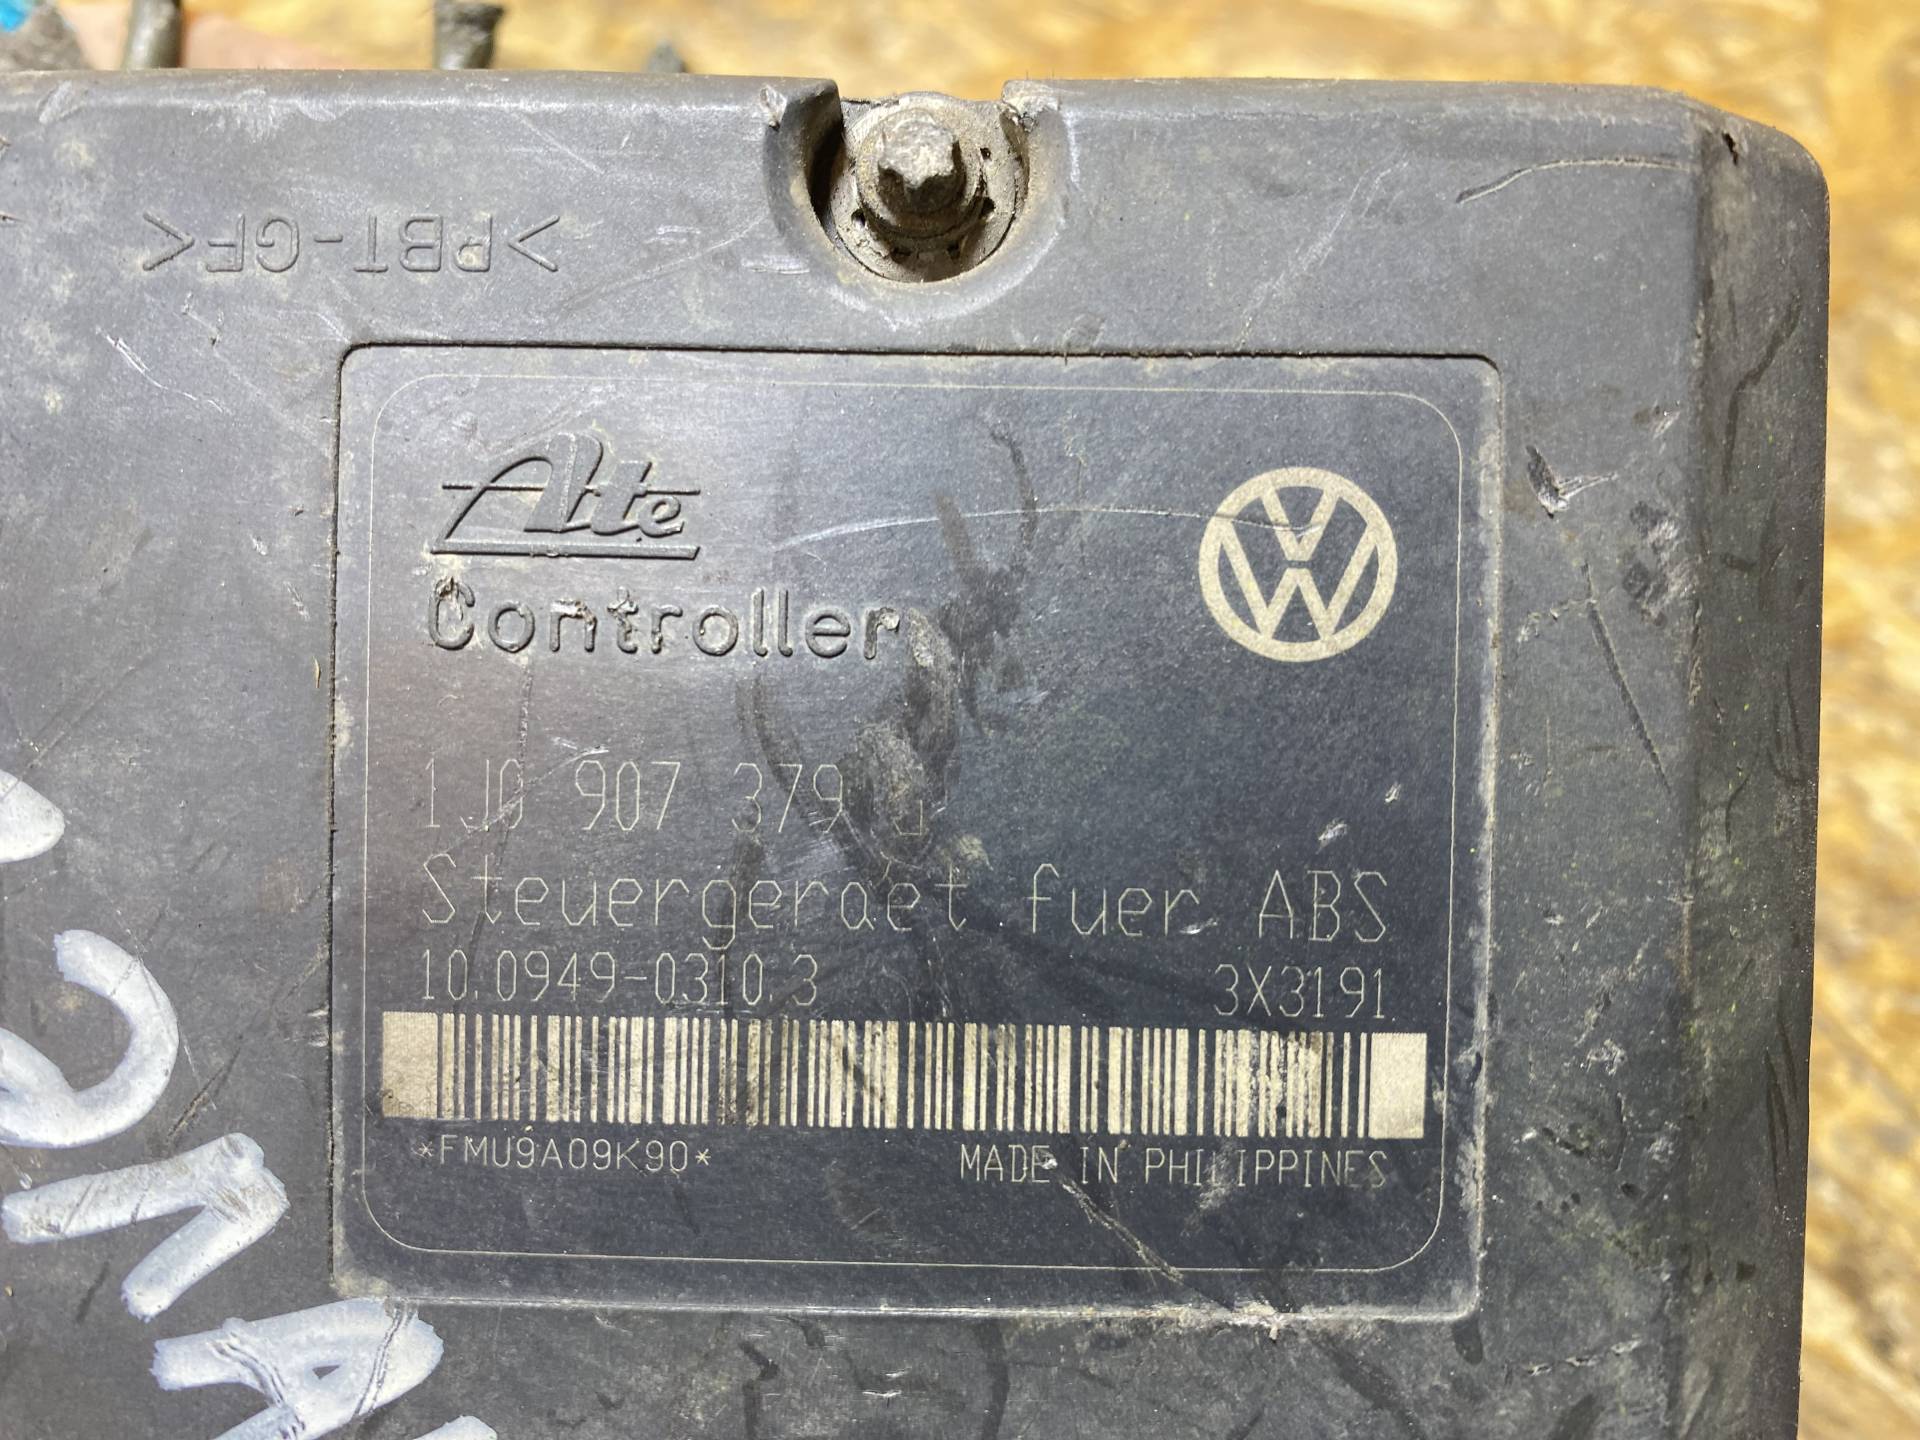 >PBT-GF<
Ate
Controller
1J0 907 379
Steuergeraet fuer ABS
10.0949-0310.3 3X3191
*FMU9A09K90* MADE IN PHILIPPINES